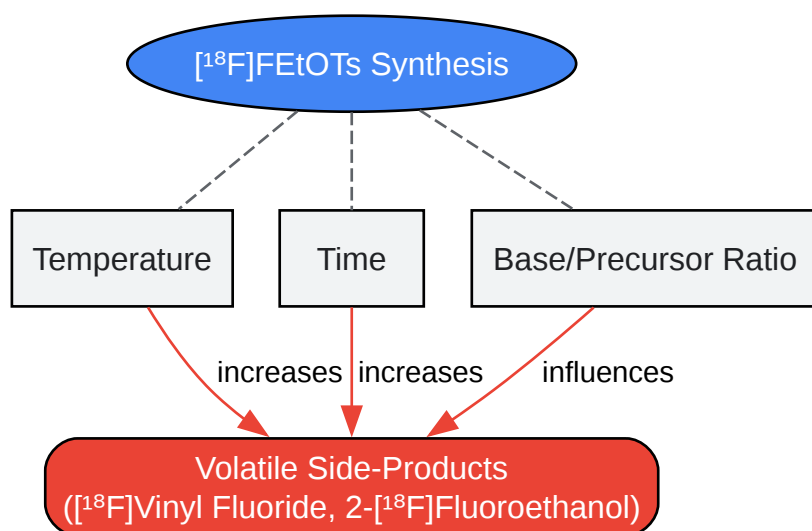 [¹⁸F]FEtOTs Synthesis
Temperature
Time
Base/Precursor Ratio
increases
increases
influences
Volatile Side-Products
([¹⁸F]Vinyl Fluoride, 2-[¹⁸F]Fluoroethanol)